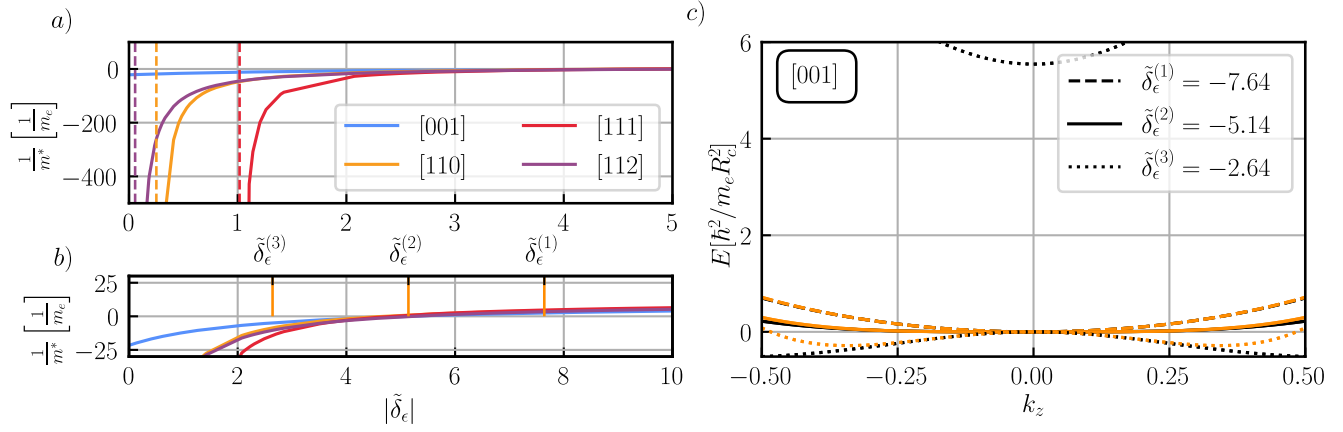 a)
0
−200
−400
1/m* [1/m_e]
[001]
[110]
[111]
[112]
0 1 2 3 4 5
δ̃_ϵ^(3) δ̃_ϵ^(2) δ̃_ϵ^(1)
b)
25
0
−25
1/m* [1/m_e]
0 2 4 6 8 10
|δ̃_ϵ|
c)
6
4
2
0
E[ħ²/m_e R_c²]
[001]
δ̃_ϵ^(1) = −7.64
δ̃_ϵ^(2) = −5.14
δ̃_ϵ^(3) = −2.64
−0.50 −0.25 0.00 0.25 0.50
k_z